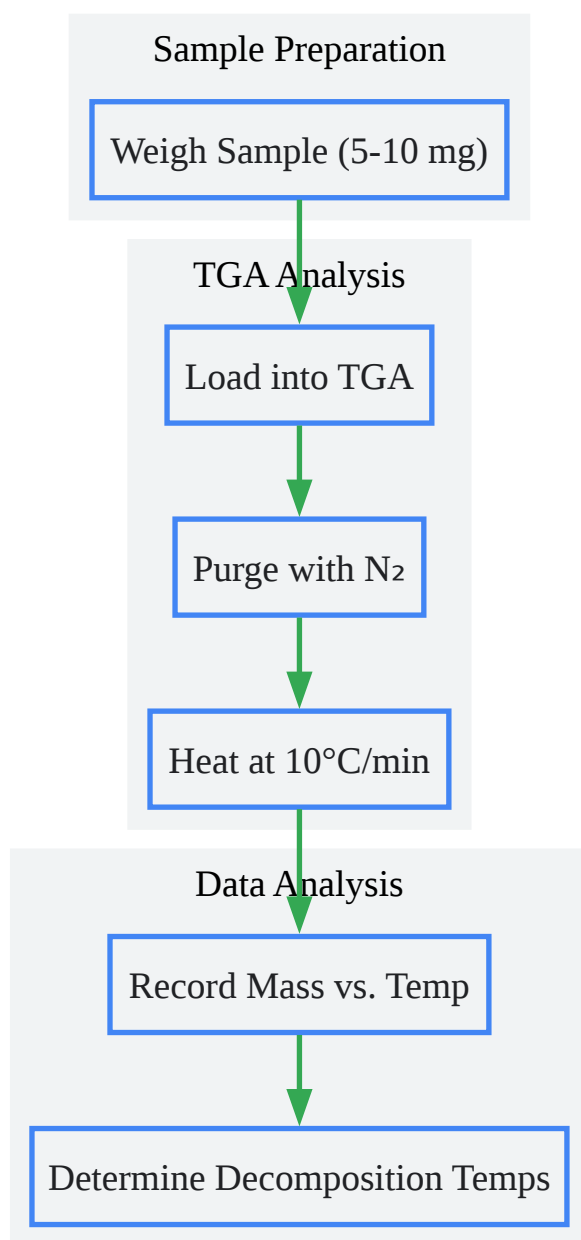 Sample Preparation
Weigh Sample (5-10 mg)
TGA Analysis
Load into TGA
Purge with N₂
Heat at 10°C/min
Data Analysis
Record Mass vs. Temp
Determine Decomposition Temps